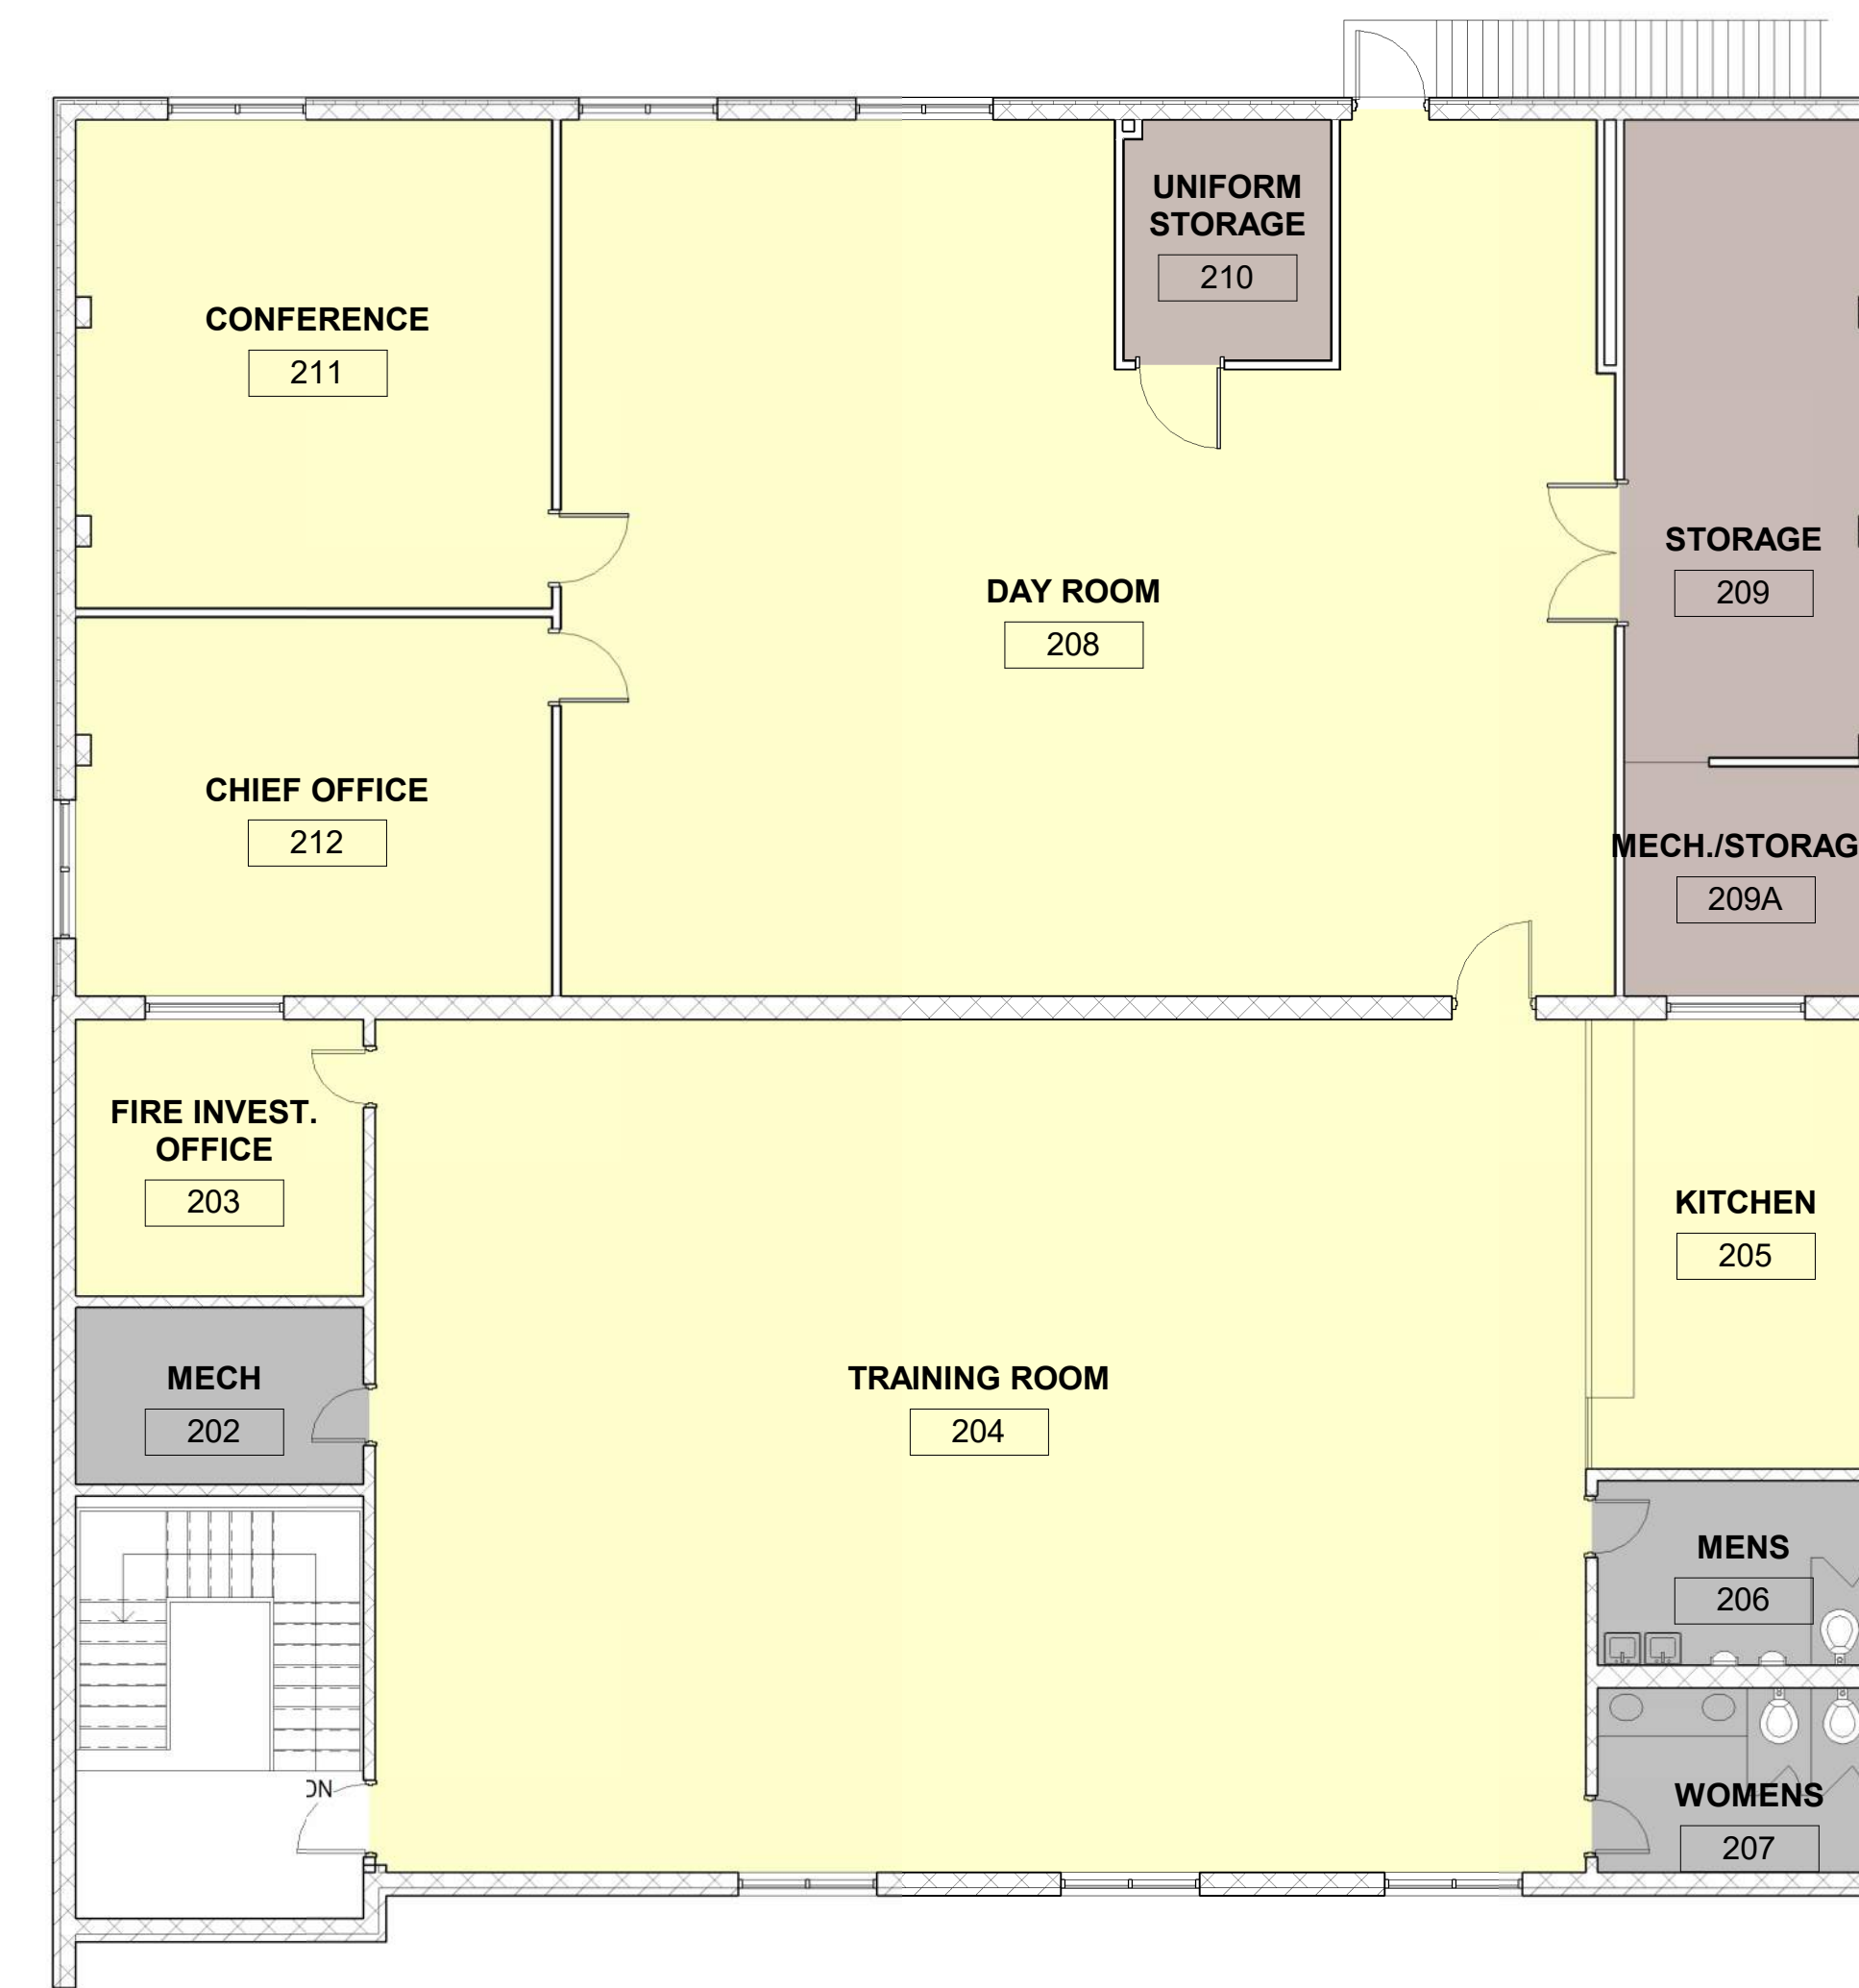 UNIFORM
STORAGE
210
CONFERENCE
211
STORAGE
209
DAY ROOM
208
CHIEF OFFICE
212
MECH./STORAG
209A
FIRE INVEST.
OFFICE
203
KITCHEN
205
MECH
202
TRAINING ROOM
204
MENS
206
WOMENS
207